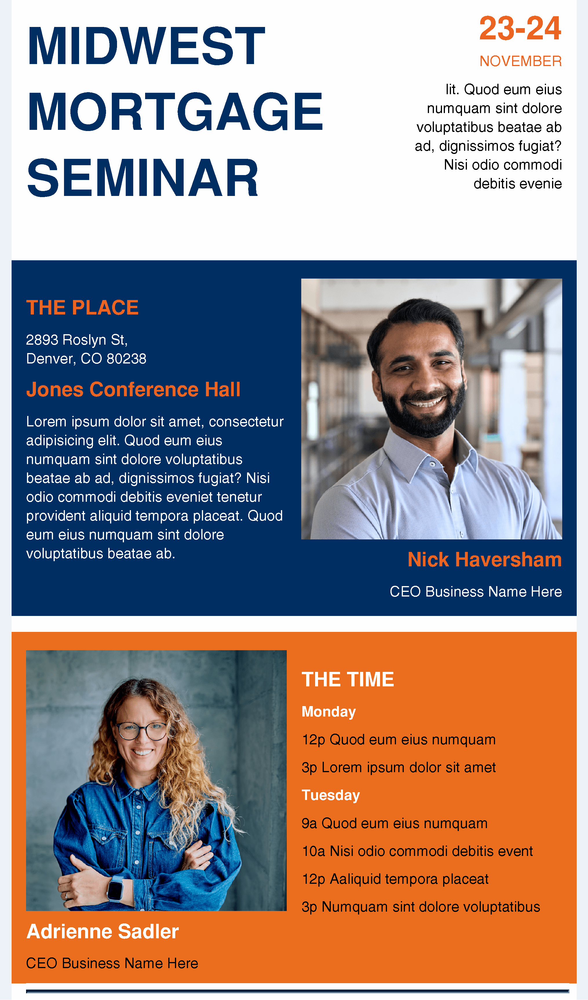 MIDWEST
MORTGAGE
SEMINAR
23-24
NOVEMBER
lit. Quod eum eius
numquam sint dolore
voluptatibus beatae ab
ad, dignissimos fugiat?
Nisi odio commodi
debitis evenie
THE PLACE
2893 Roslyn St,
Denver, CO 80238
Jones Conference Hall
Lorem ipsum dolor sit amet, consectetur
adipisicing elit. Quod eum eius
numquam sint dolore voluptatibus
beatae ab ad, dignissimos fugiat? Nisi
odio commodi debitis eveniet tenetur
provident aliquid tempora placeat. Quod
eum eius numquam sint dolore
voluptatibus beatae ab.
Nick Haversham
CEO Business Name Here
THE TIME
Monday
12p Quod eum eius numquam
3p Lorem ipsum dolor sit amet
Tuesday
9a Quod eum eius numquam
10a Nisi odio commodi debitis event
12p Aaliquid tempora placeat
3p Numquam sint dolore voluptatibus
Adrienne Sadler
CEO Business Name Here